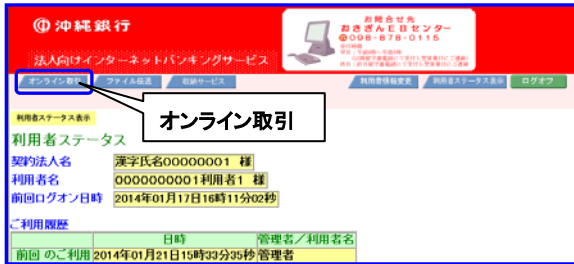 沖縄銀行
法人向けインターネットバンキングサービス
お問合せ先
おきぎんEBセンター
098-878-0115
オンライン取引 ファイル伝送 収納サービス 利用者情報変更 利用者ステータス表示 ログオフ
利用者ステータス表示
オンライン取引
利用者ステータス
契約法人名 漢字氏名00000001 様
利用者名 0000000001利用者1 様
前回ログオン日時 2014年01月17日16時11分02秒
ご利用履歴
日時 管理者/利用者名
前回 のご利用 2014年01月21日15時33分35秒 管理者